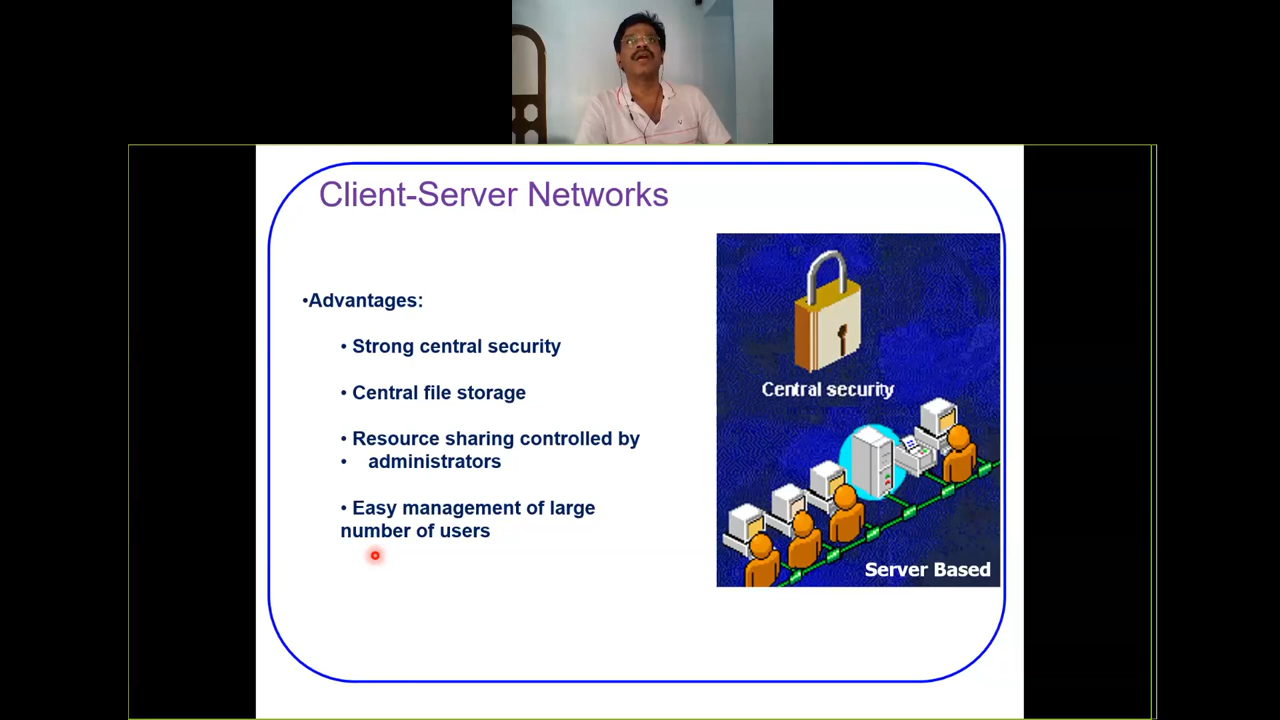 Client-Server Networks
•Advantages:
• Strong central security
• Central file storage
• Resource sharing controlled by
• administrators
• Easy management of large
number of users
Central security
Server Based